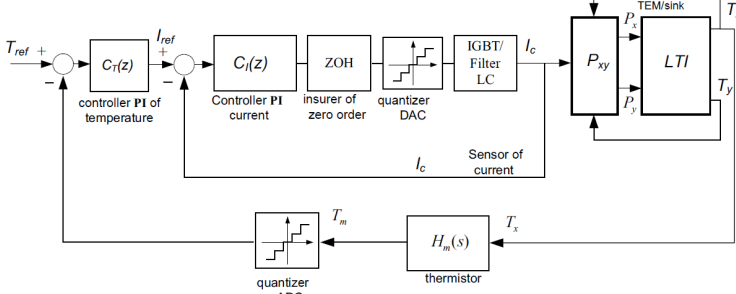 TEM/sink
T_ref + − I_ref + − I_c P_x T_x
C_T(z) C_I(z) ZOH IGBT/ Filter LC P_xy LTI
T_y
controller PI of temperature
Controller PI current
insurer of zero order
quantizer DAC
P_y
I_c
Sensor of current
T_m
T_x
H_m(s)
thermistor
quantizer